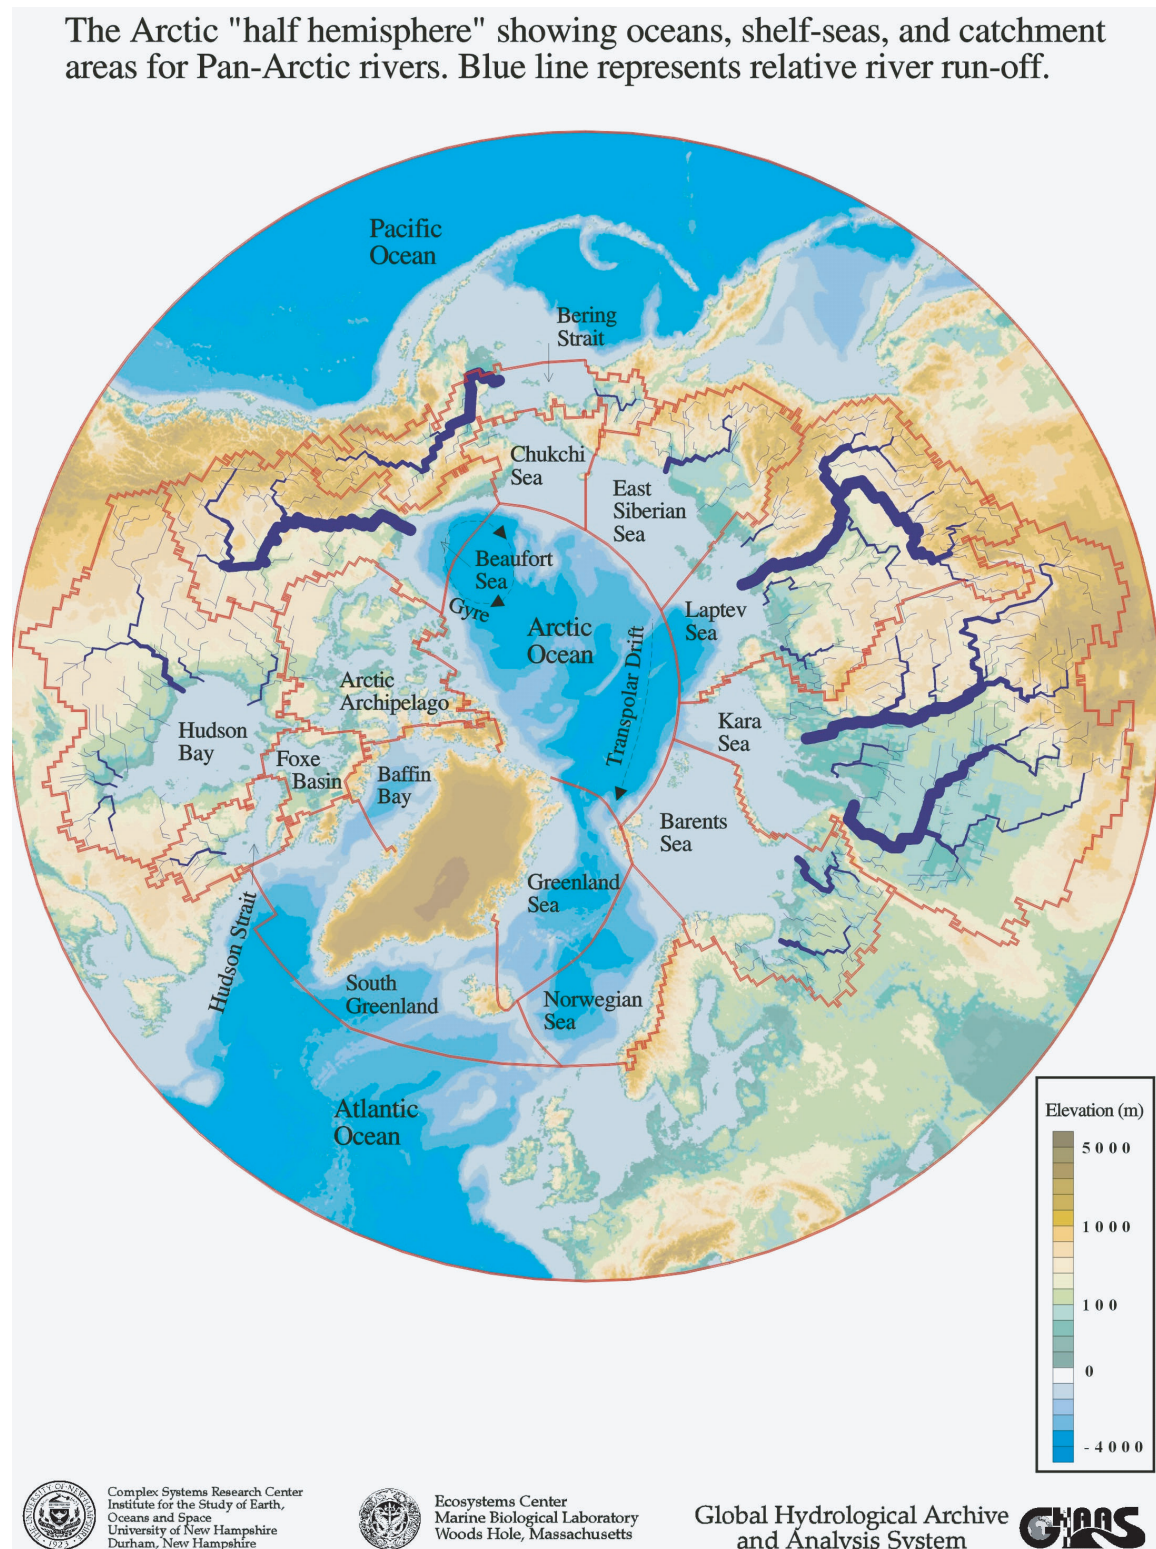 The Arctic "half hemisphere" showing oceans, shelf-seas, and catchment
areas for Pan-Arctic rivers. Blue line represents relative river run-off.
Pacific
Ocean
Bering
Strait
Chukchi
Sea
East
Siberian
Sea
Beaufort
Sea
Gyre
Arctic
Ocean
Laptev
Sea
Transpolar Drift
Arctic
Archipelago
Kara
Sea
Hudson
Bay
Foxe
Basin
Baffin
Bay
Barents
Sea
Greenland
Sea
Hudson Strait
South
Greenland
Norwegian
Sea
Atlantic
Ocean
Elevation (m)
5000
1000
100
0
-4000
Complex Systems Research Center
Institute for the Study of Earth,
Oceans and Space
University of New Hampshire
Durham, New Hampshire
Ecosystems Center
Marine Biological Laboratory
Woods Hole, Massachusetts
Global Hydrological Archive
and Analysis System
GHAAS